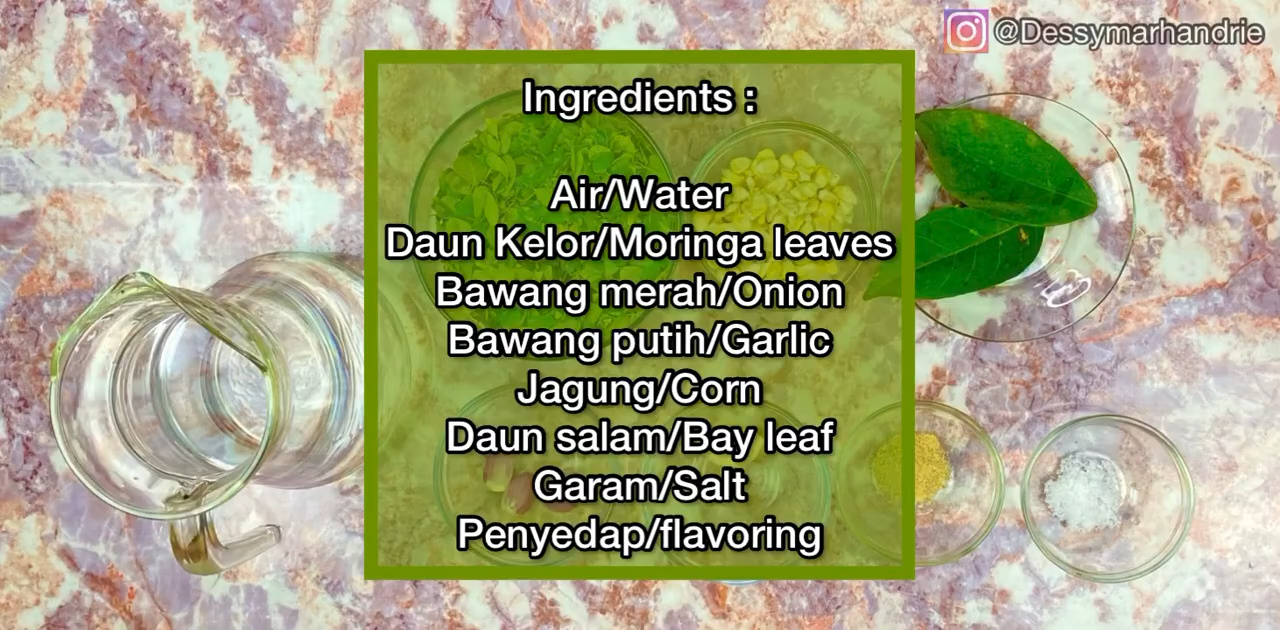 @Dessymarhandrie
Ingredients :
Air/Water
Daun Kelor/Moringa leaves
Bawang merah/Onion
Bawang putih/Garlic
Jagung/Corn
Daun salam/Bay leaf
Garam/Salt
Penyedap/flavoring